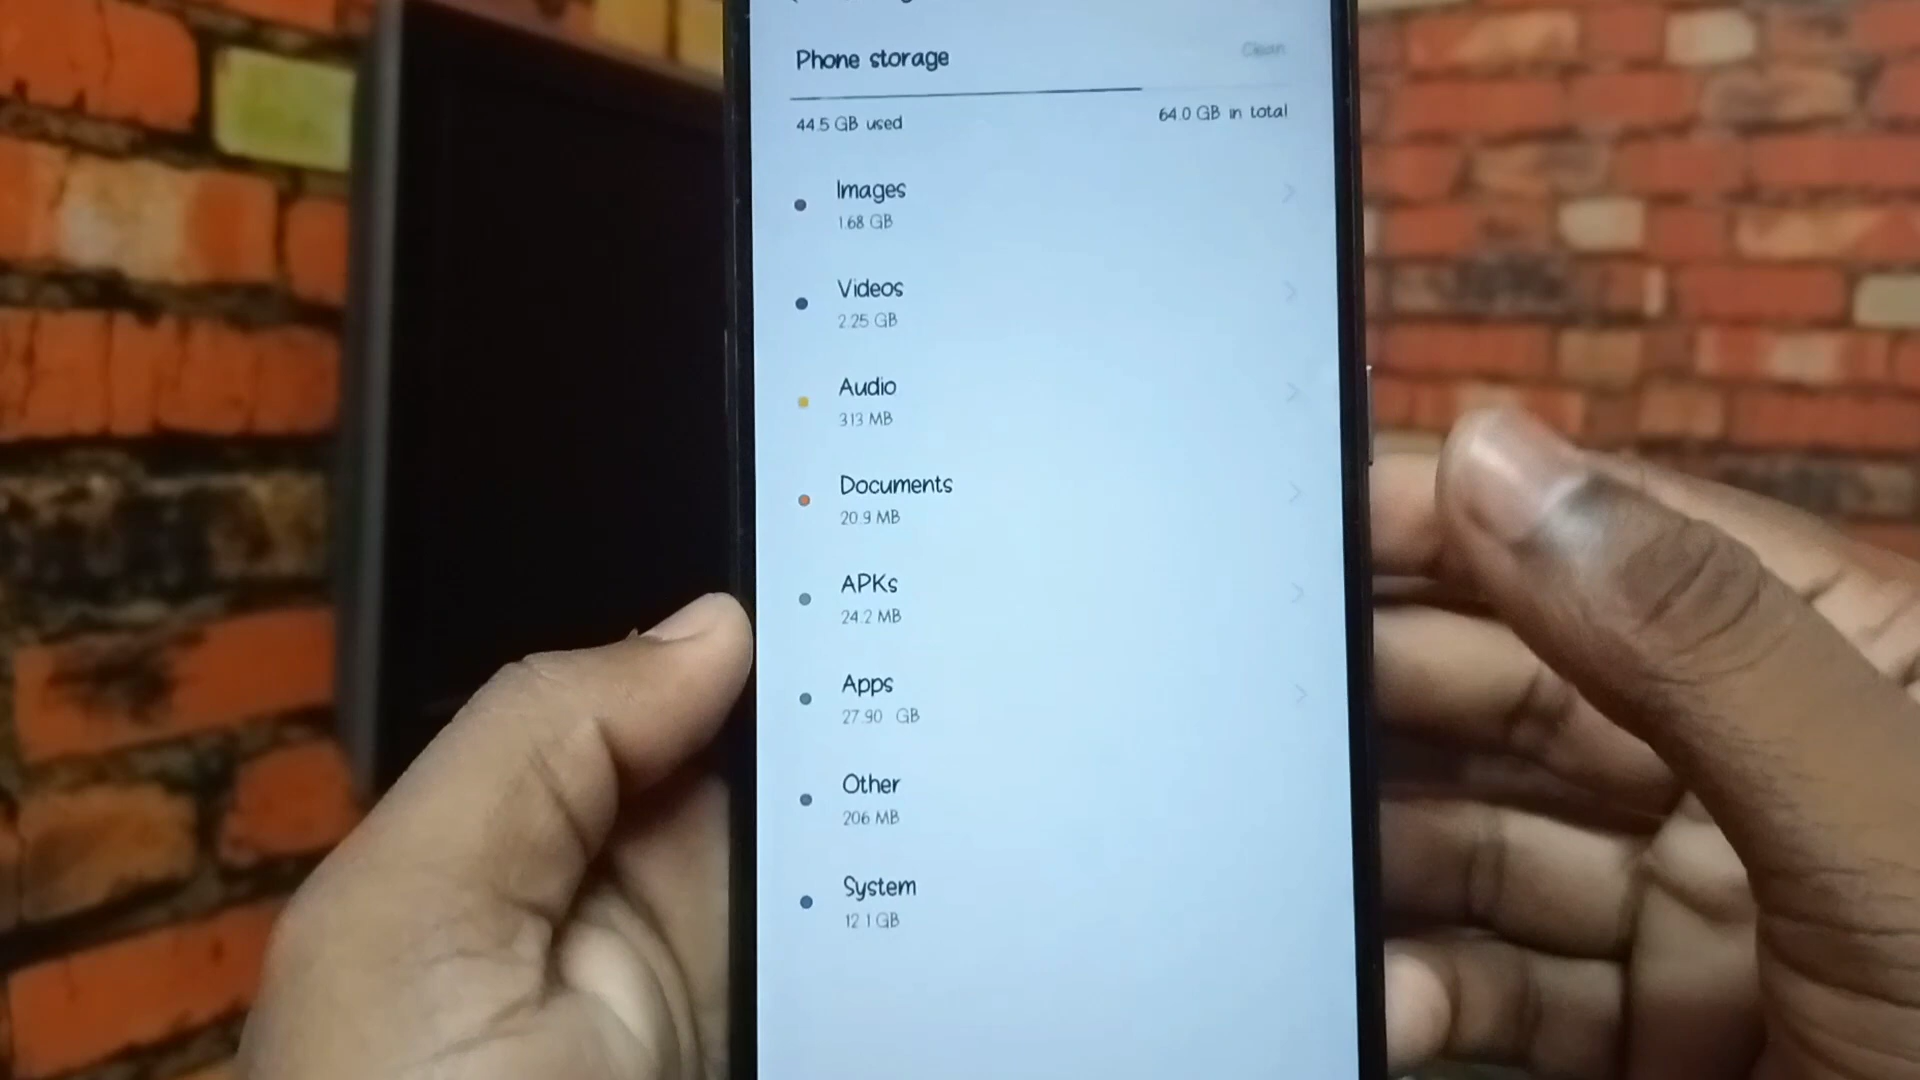 Phone storage
Clean
44.5 GB used
64.0 GB in total
Images
1.68 GB
Videos
2.25 GB
Audio
313 MB
Documents
20.9 MB
APKs
24.2 MB
Apps
27.90 GB
Other
206 MB
System
12.1 GB